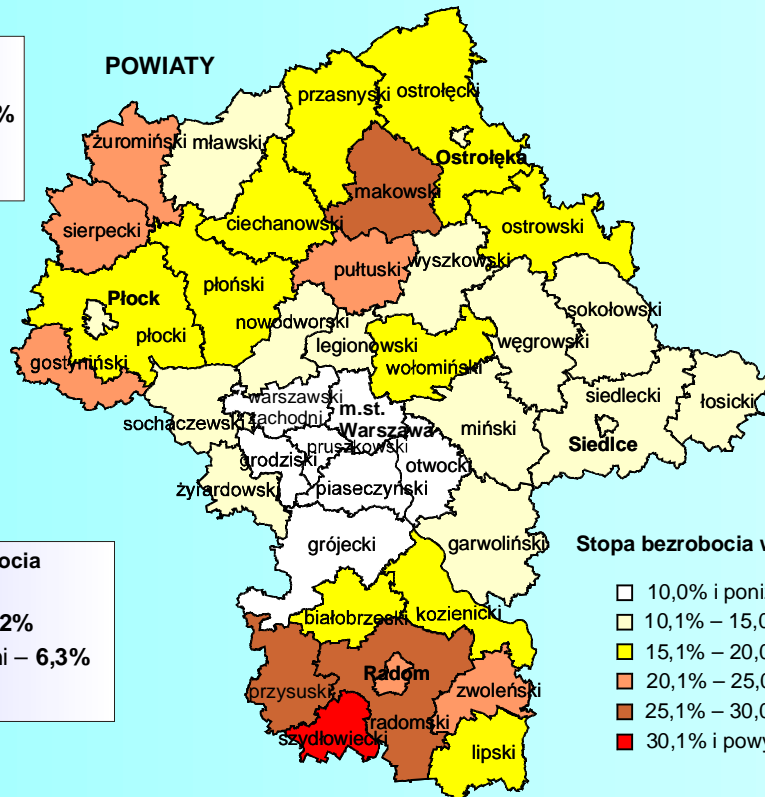 POWIATY
%
przasnyski
ostrołęcki
żuromiński
mławski
Ostrołęka
makowski
sierpecki
ciechanowski
ostrowski
pułtuski
wyszkowski
płoński
Płock
sokołowski
nowodworski
płocki
legionowski
węgrowski
gostyniński
wołomiński
siedlecki
łosicki
warszawski
zachodni
m.st.
Warszawa
sochaczewski
miński
Siedlce
pruszkowski
grodziski
otwocki
żyrardowski
piaseczyński
grójecki
garwoliński
białobrzeski
kozienicki
Radom
przysuski
zwoleński
radomski
szydłowiecki
lipski
ocia
2%
ni – 6,3%
Stopa bezrobocia w
10,0% i poniż
10,1% – 15,0
15,1% – 20,0
20,1% – 25,0
25,1% – 30,0
30,1% i powy